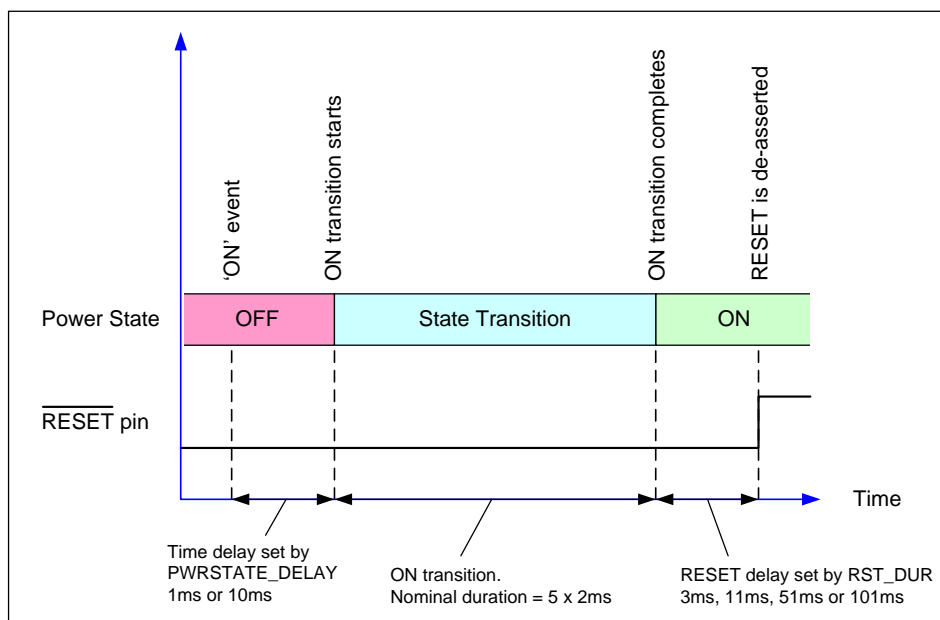 ‘ON’ event
ON transition starts
ON transition completes
RESET is de-asserted
Power State
OFF
State Transition
ON
RESET pin
Time
Time delay set by
PWRSTATE_DELAY
1ms or 10ms
ON transition.
Nominal duration = 5 x 2ms
RESET delay set by RST_DUR
3ms, 11ms, 51ms or 101ms